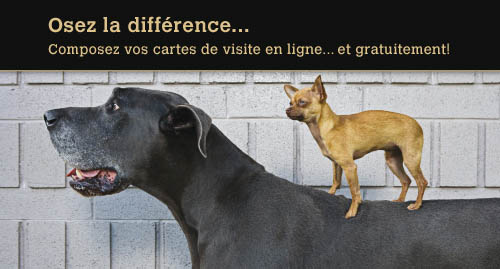 Osez la différence...
Composez vos cartes de visite en ligne... et gratuitement!